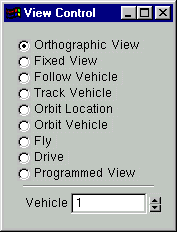 View Control
Orthographic View
Fixed View
Follow Vehicle
Track Vehicle
Orbit Location
Orbit Vehicle
Fly
Drive
Programmed View
Vehicle 1